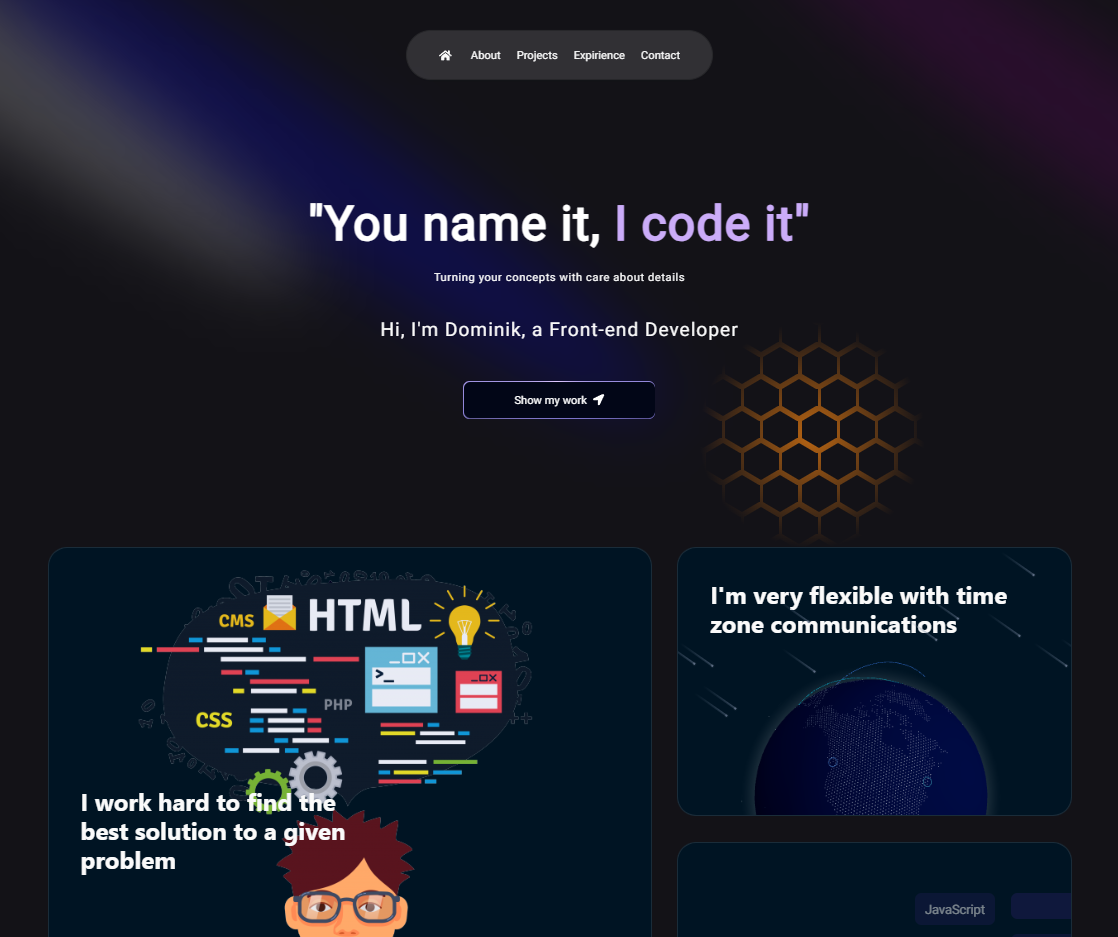 About Projects Expirience Contact
"You name it, I code it"
Turning your concepts with care about details
Hi, I'm Dominik, a Front-end Developer
Show my work
CMS
HTML
>_
PHP
CSS
I work hard to find the
best solution to a given
problem
I'm very flexible with time
zone communications
JavaScript